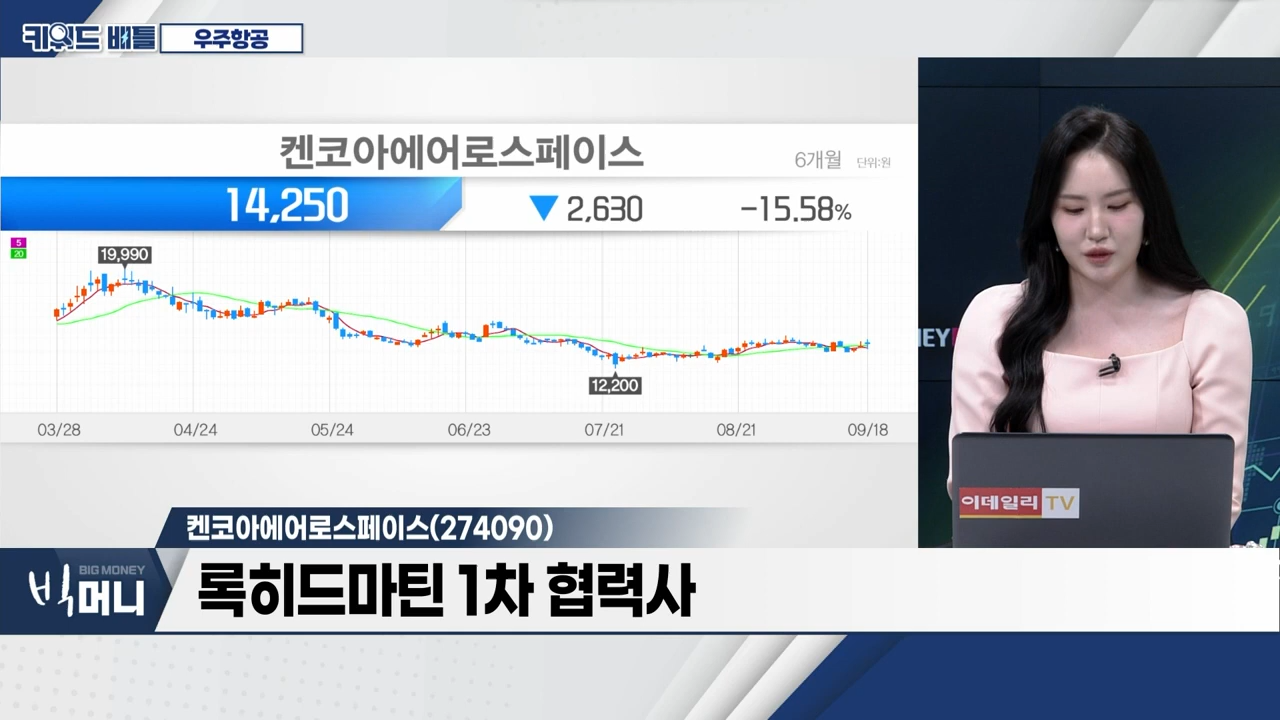 키워드 배틀 우주항공
켄코아에어로스페이스
6개월 단위:원
14,250 ▼ 2,630 -15.58%
5
20
19,990
12,200
03/28 04/24 05/24 06/23 07/21 08/21 09/18
이데일리 TV
켄코아에어로스페이스(274090)
BIG MONEY
빅머니
록히드마틴 1차 협력사